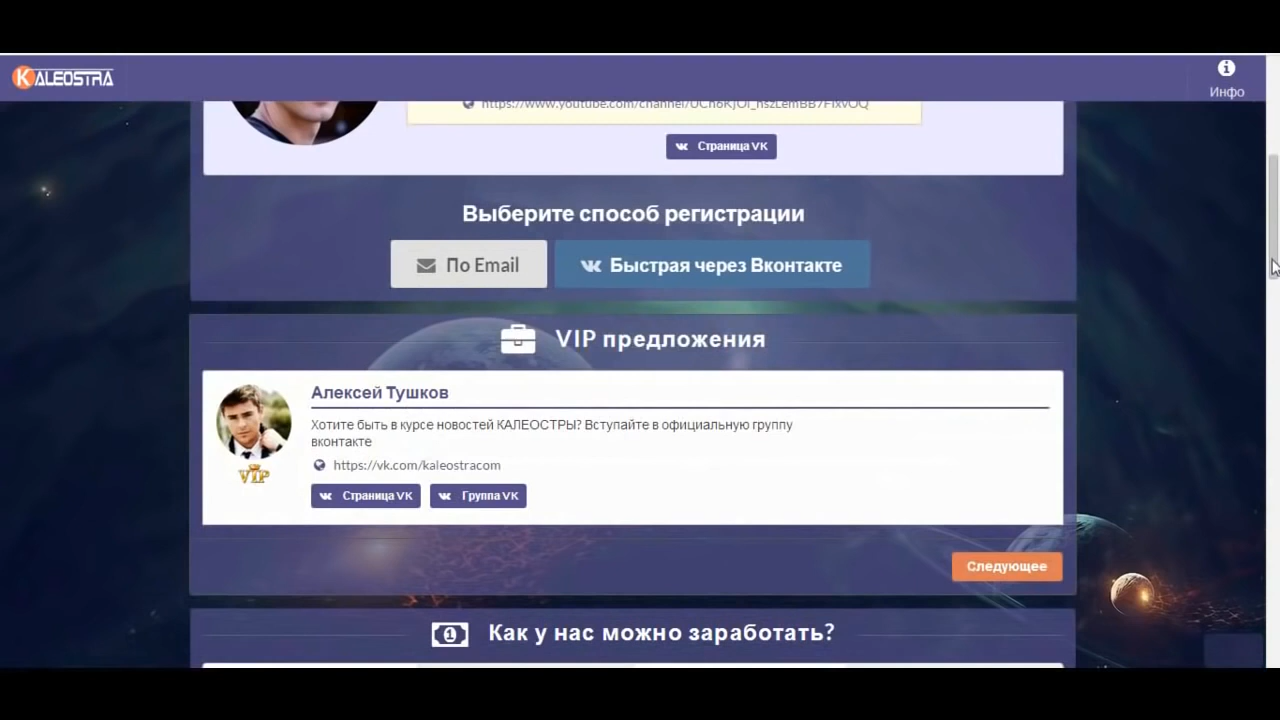 KALEOSTRA
Инфо
Страница VK
Выберите способ регистрации
По Email
Быстрая через Вконтакте
VIP предложения
Алексей Тушков
Хотите быть в курсе новостей КАЛЕОСТРЫ? Вступайте в официальную группу
вконтакте
https://vk.com/kaleostracom
VIP
Страница VK
Группа VK
Следующее
Как у нас можно заработать?